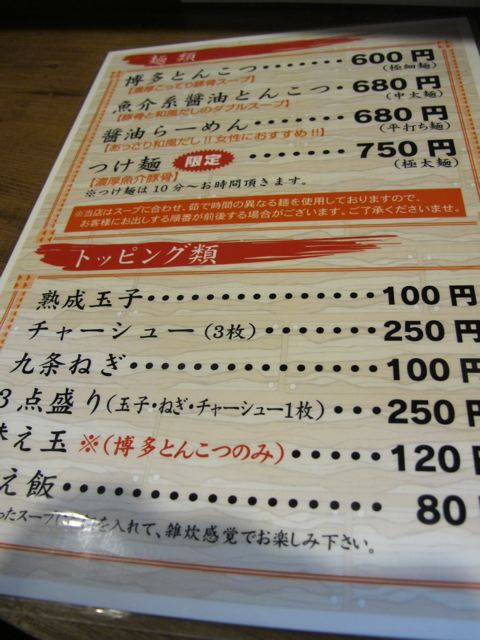 麺類
博多とんこつ・・・・・・・・600円
【濃厚こってり豚骨スープ】 (極細麺)
魚介系醤油とんこつ・680円
【豚骨と和風だしのダブルスープ】 (中太麺)
醤油らーめん・・・・・・・・680円
【あっさり和風だし!!女性におすすめ!!】 (平打ち麺)
つけ麺 限定 ・・・・・・750円
【濃厚魚介豚骨】 (極太麺)
※つけ麺は10分〜お時間頂きます。
※当店はスープに合わせ、茹で時間の異なる麺を使用しておりますので、
お客様にお出しする順番が前後する場合がございます。ご了承くださいませ。
トッピング類
熟成玉子・・・・・・・・・・・・・・100円
チャーシュー(3枚)・・・・・・・250円
九条ねぎ・・・・・・・・・・・・・・・100円
3点盛り(玉子・ねぎ・チャーシュー1枚)・・・250円
え玉 ※(博多とんこつのみ)・・・・120円
え飯・・・・・・・・・・・・・・・・・80円
ったスープに を入れて、雑炊感覚でお楽しみ下さい。